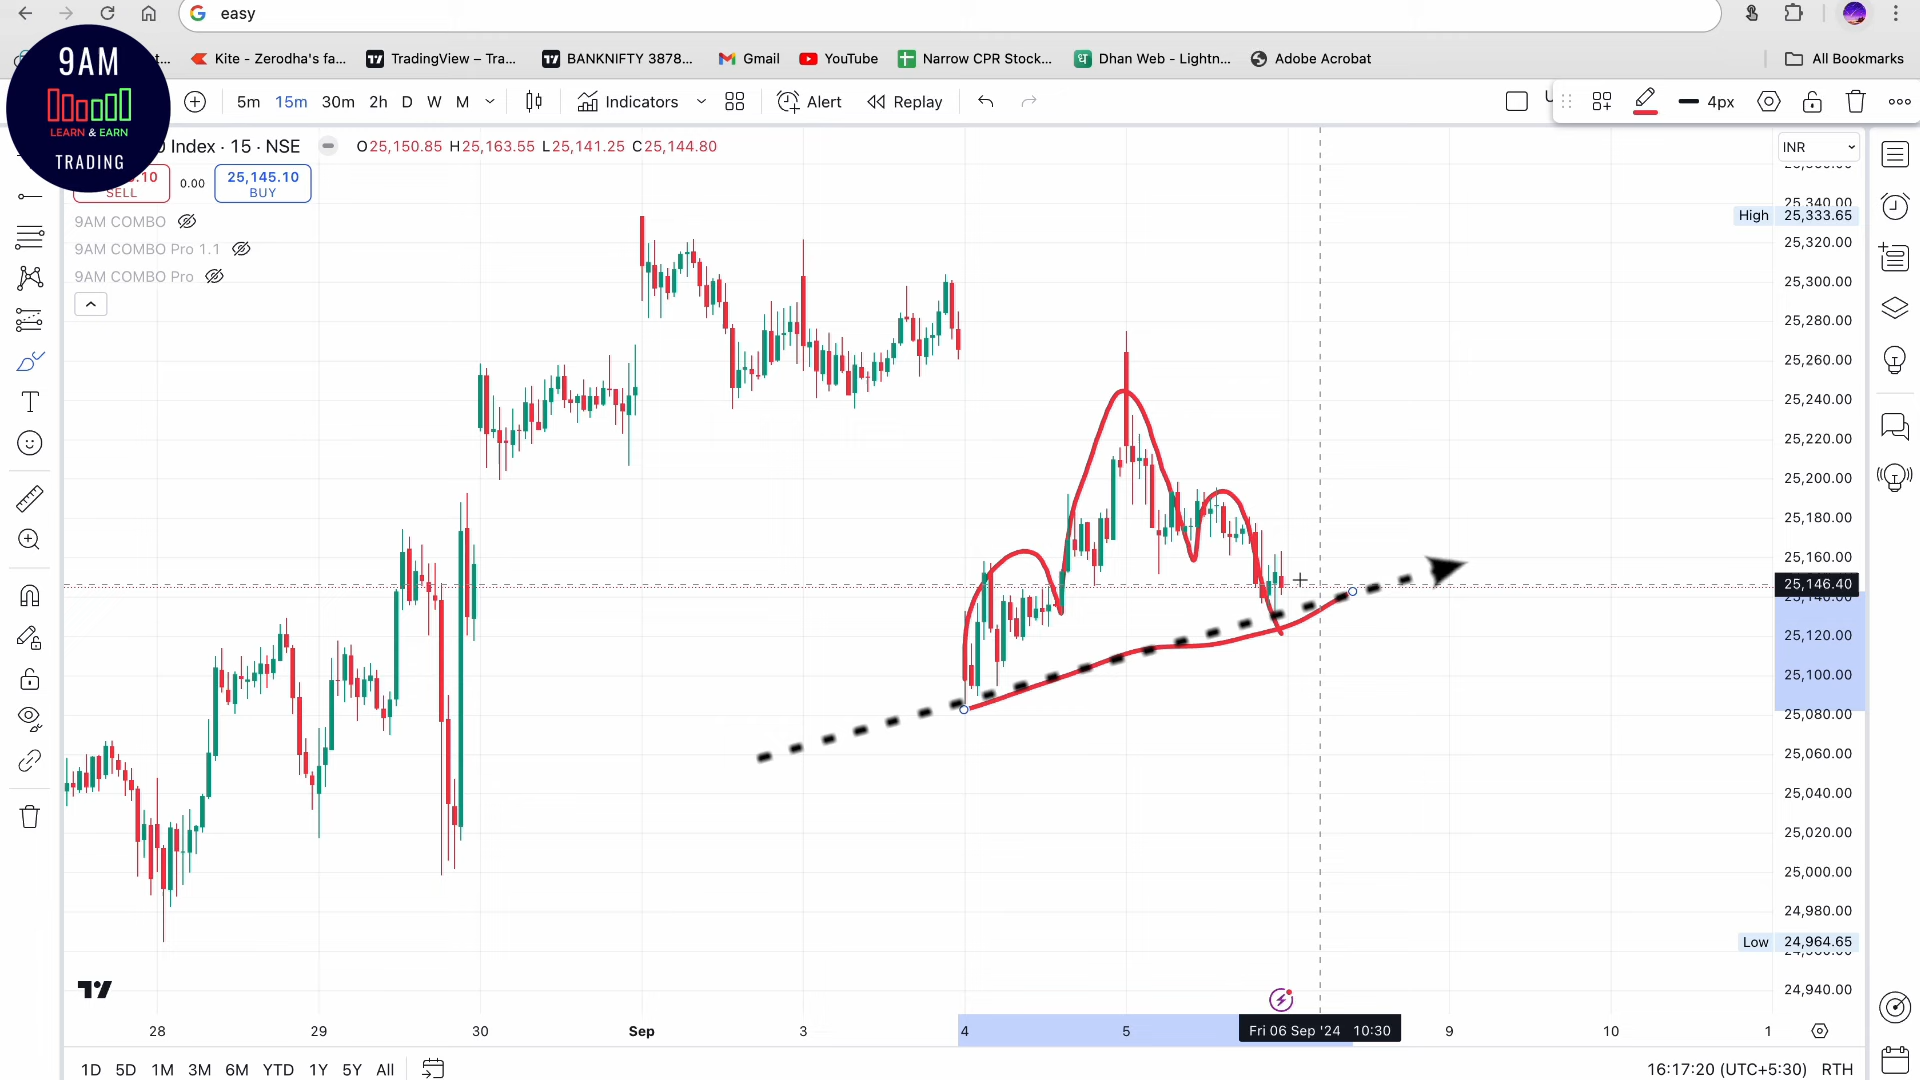 easy
9AM
LEARN & EARN
TRADING
Kite - Zerodha's fa...
TradingView – Tra...
BANKNIFTY 3878...
Gmail
YouTube
Narrow CPR Stock...
Dhan Web - Lightn...
Adobe Acrobat
All Bookmarks
5m 15m 30m 2h D W M
Indicators
Alert
Replay
4px
Index · 15 · NSE
O25,150.85 H25,163.55 L25,141.25 C25,144.80
INR
SELL
0.00
25,145.10
BUY
9AM COMBO
9AM COMBO Pro 1.1
9AM COMBO Pro
25,340.00
High 25,333.65
25,320.00
25,300.00
25,280.00
25,260.00
25,240.00
25,220.00
25,200.00
25,180.00
25,160.00
25,146.40
25,120.00
25,100.00
25,080.00
25,060.00
25,040.00
25,020.00
25,000.00
24,980.00
Low 24,964.65
24,940.00
28 29 30 Sep 3 4 5 Fri 06 Sep '24 10:30 9 10 1
1D 5D 1M 3M 6M YTD 1Y 5Y All
16:17:20 (UTC+5:30) RTH